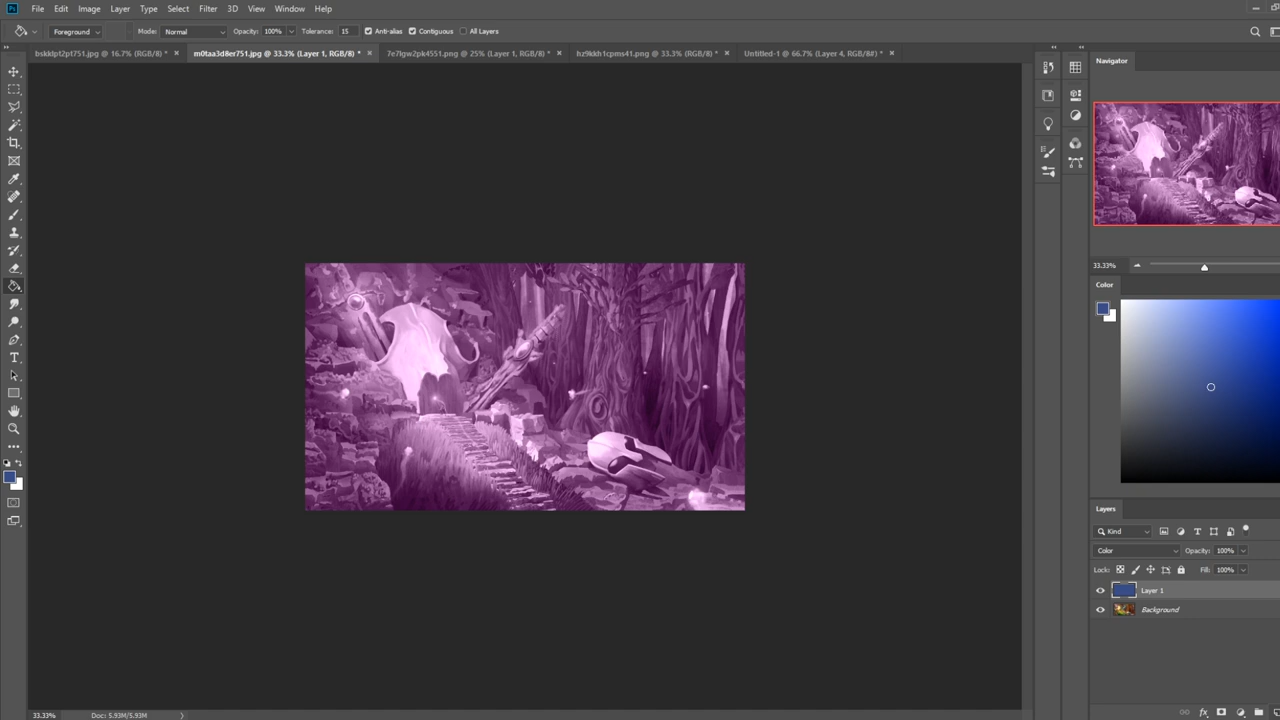 Ps File Edit Image Layer Type Select Filter 3D View Window Help
Foreground Mode: Normal Opacity: 100% Tolerance: 15 Anti-alias Contiguous All Layers
bskldpt2pt751.jpg @ 16.7% (RGB/8) * × m0taa3d8er751.jpg @ 33.3% (Layer 1, RGB/8) * × 7e7lgw2pk4551.png @ 25% (Layer 1, RGB/8) * × hz9kkh1cpms41.png @ 33.3% (RGB/8) * × Untitled-1 @ 66.7% (Layer 4, RGB/8#) * ×
Navigator
33.33%
Color
Layers
Kind
Color Opacity: 100%
Lock: Fill: 100%
Layer 1
Background
fx
33.33% Doc: 5.93M/5.93M